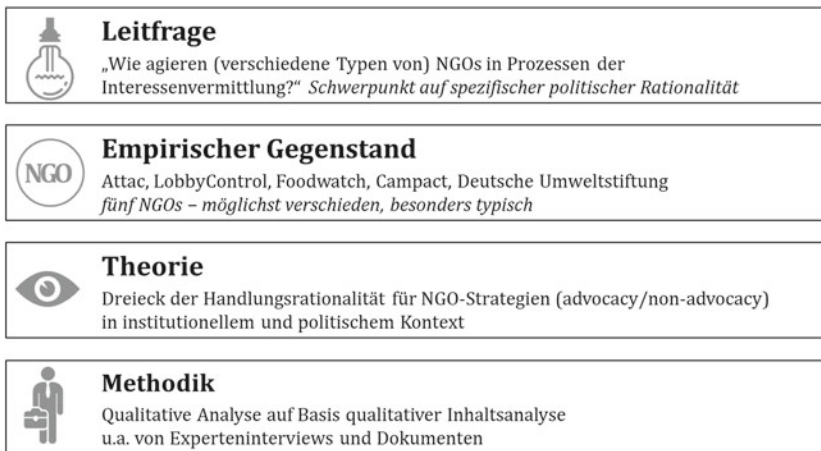 Leitfrage
„Wie agieren (verschiedene Typen von) NGOs in Prozessen der
Interessenvermittlung?“ Schwerpunkt auf spezifischer politischer Rationalität
NGO
Empirischer Gegenstand
Attac, LobbyControl, Foodwatch, Campact, Deutsche Umweltstiftung
fünf NGOs – möglichst verschieden, besonders typisch
Theorie
Dreieck der Handlungsrationalität für NGO-Strategien (advocacy/non-advocacy)
in institutionellem und politischem Kontext
Methodik
Qualitative Analyse auf Basis qualitativer Inhaltsanalyse
u.a. von Experteninterviews und Dokumenten